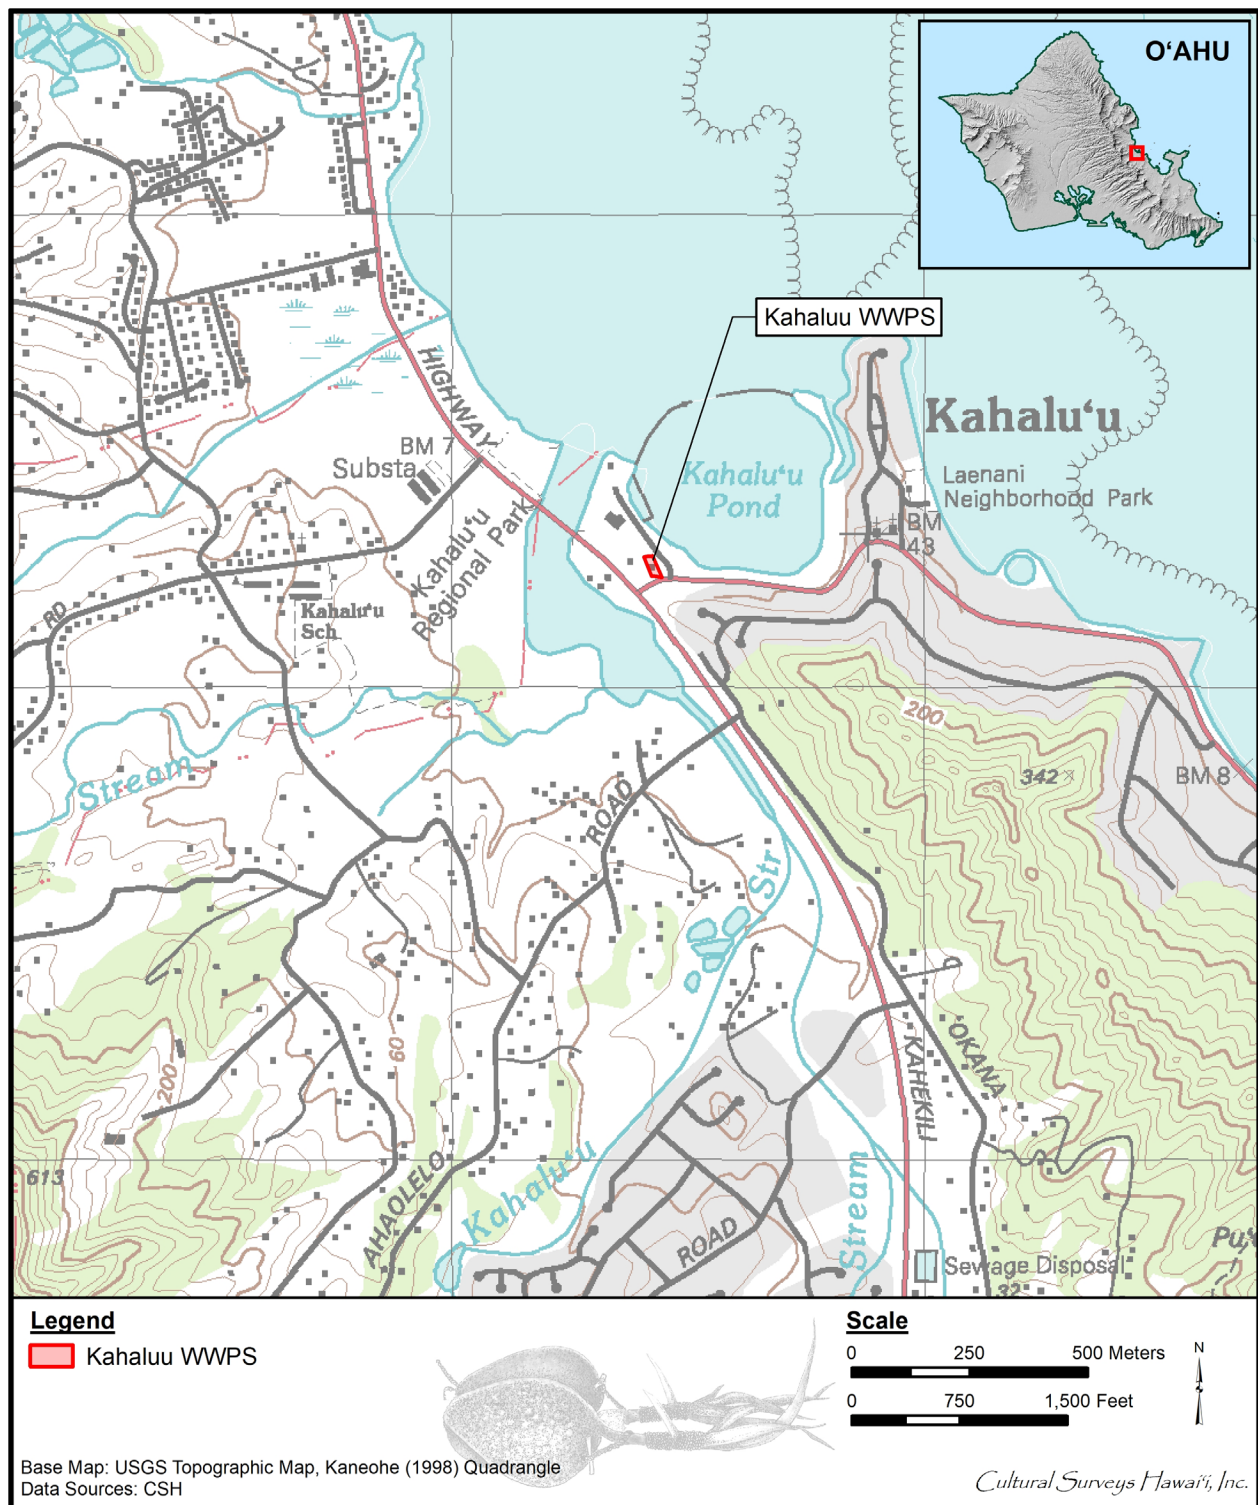 O‘AHU
Kahaluu WWPS
HIGHWAY
Kahalu‘u
BM 7
Substa
Kahalu‘u
Pond
Laenani
Neighborhood Park
BM
43
Kahalu‘u
Regional Park
RD
Kahalu‘u
Sch
200
342
BM 8
Stream
ROAD
Str
‘OKANA
KAHEKILI
60
200
613
AHAOLELO
Kahalu‘u
ROAD
Stream
Sewage Disposal
32
Legend
Kahaluu WWPS
Scale
0 250 500 Meters
0 750 1,500 Feet
N
Base Map: USGS Topographic Map, Kaneohe (1998) Quadrangle
Data Sources: CSH
Cultural Surveys Hawai‘i, Inc.